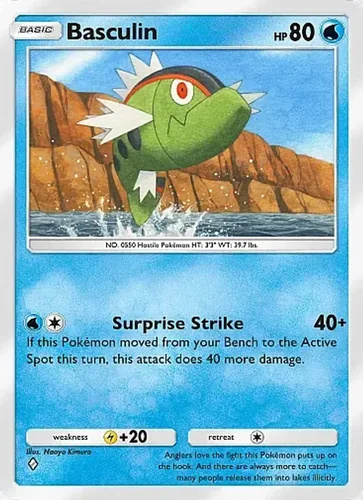 BASIC Basculin HP 80
NO. 0550 Hostile Pokémon HT: 3'3" WT: 39.7 lbs.
Surprise Strike 40+
If this Pokémon moved from your Bench to the Active
Spot this turn, this attack does 40 more damage.
weakness +20 retreat
Illus. Naoyo Kimura
Anglers love the fight this Pokémon puts up on
the hook. And there are always more to catch—
many people release them into lakes in secret.